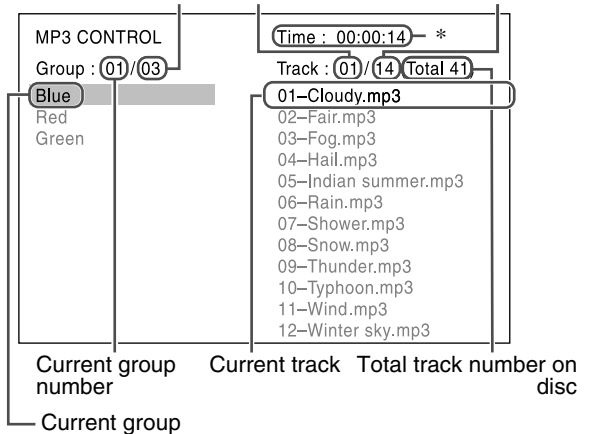 MP3 CONTROL
Group : 01/03
Blue
Red
Green
Time : 00:00:14 *
Track : 01/14 Total 41
01–Cloudy.mp3
02–Fair.mp3
03–Fog.mp3
04–Hail.mp3
05–Indian summer.mp3
06–Rain.mp3
07–Shower.mp3
08–Snow.mp3
09–Thunder.mp3
10–Typhoon.mp3
11–Wind.mp3
12–Winter sky.mp3
Current group
number
Current track
Total track number on
disc
Current group